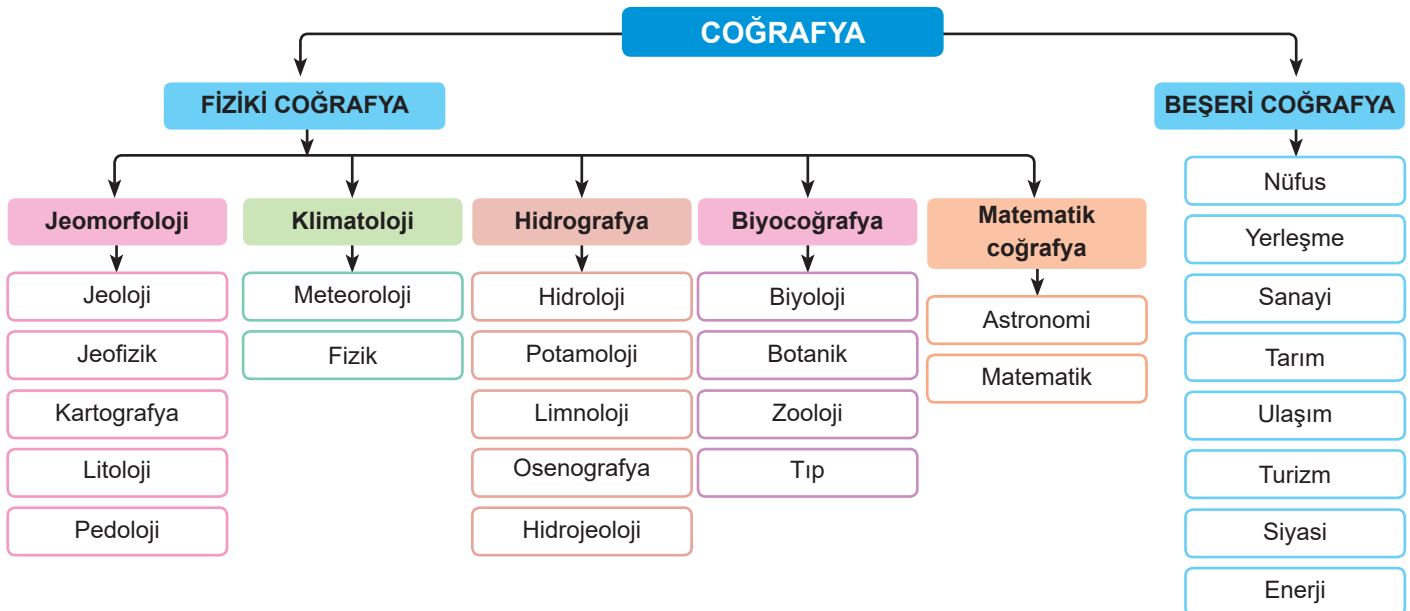 COĞRAFYA
FİZİKİ COĞRAFYA
BEŞERİ COĞRAFYA
Jeomorfoloji
Jeoloji
Jeofizik
Kartografya
Litoloji
Pedoloji
Klimatoloji
Meteoroloji
Fizik
Hidrografya
Hidroloji
Potamoloji
Limnoloji
Osenografya
Hidrojeoloji
Biyocoğrafya
Biyoloji
Botanik
Zooloji
Tıp
Matematik
coğrafya
Astronomi
Matematik
Nüfus
Yerleşme
Sanayi
Tarım
Ulaşım
Turizm
Siyasi
Enerji